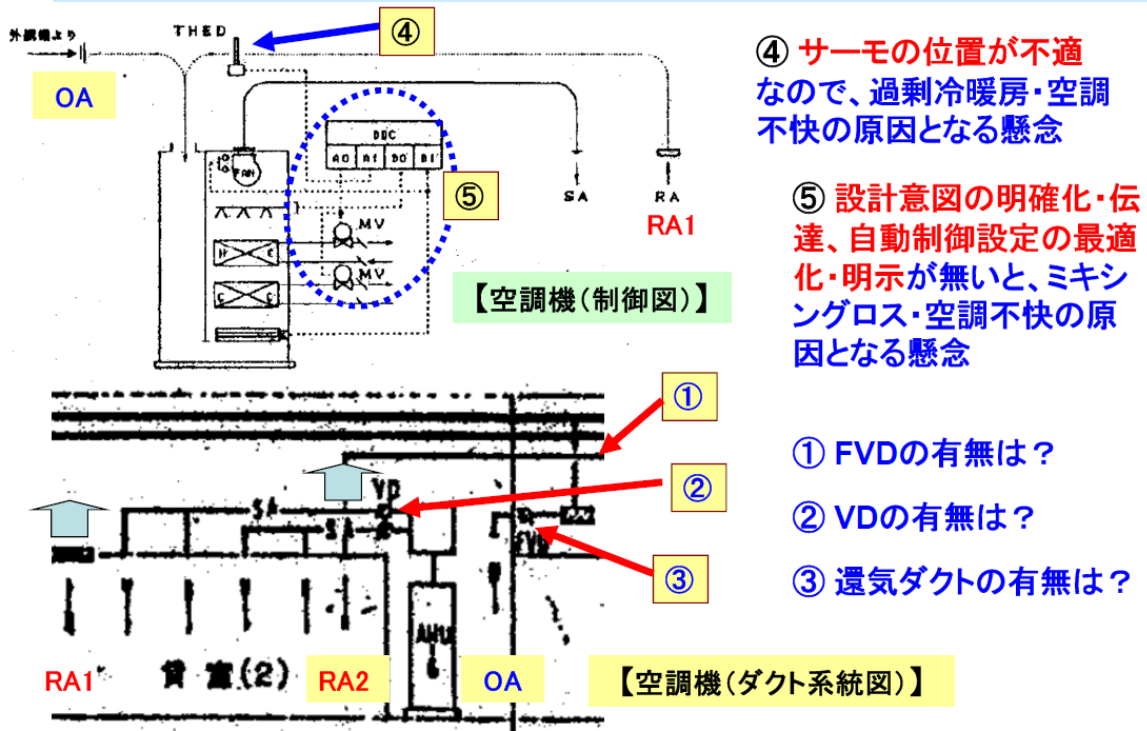 外調機より
THED
④
OA
DDC
AO AI DO BI
FAN
⑤
MV
MV
H C
C C
SA
RA
RA1
【空調機(制御図)】
④ サーモの位置が不適
なので、過剰冷暖房・空調
不快の原因となる懸念
⑤ 設計意図の明確化・伝
達、自動制御設定の最適
化・明示が無いと、ミキシ
ングロス・空調不快の原
因となる懸念
①
VD
②
SA
SA
FVD
③
AHU
6
RA1
貸室(2)
RA2
OA
【空調機(ダクト系統図)】
① FVDの有無は?
② VDの有無は?
③ 還気ダクトの有無は?